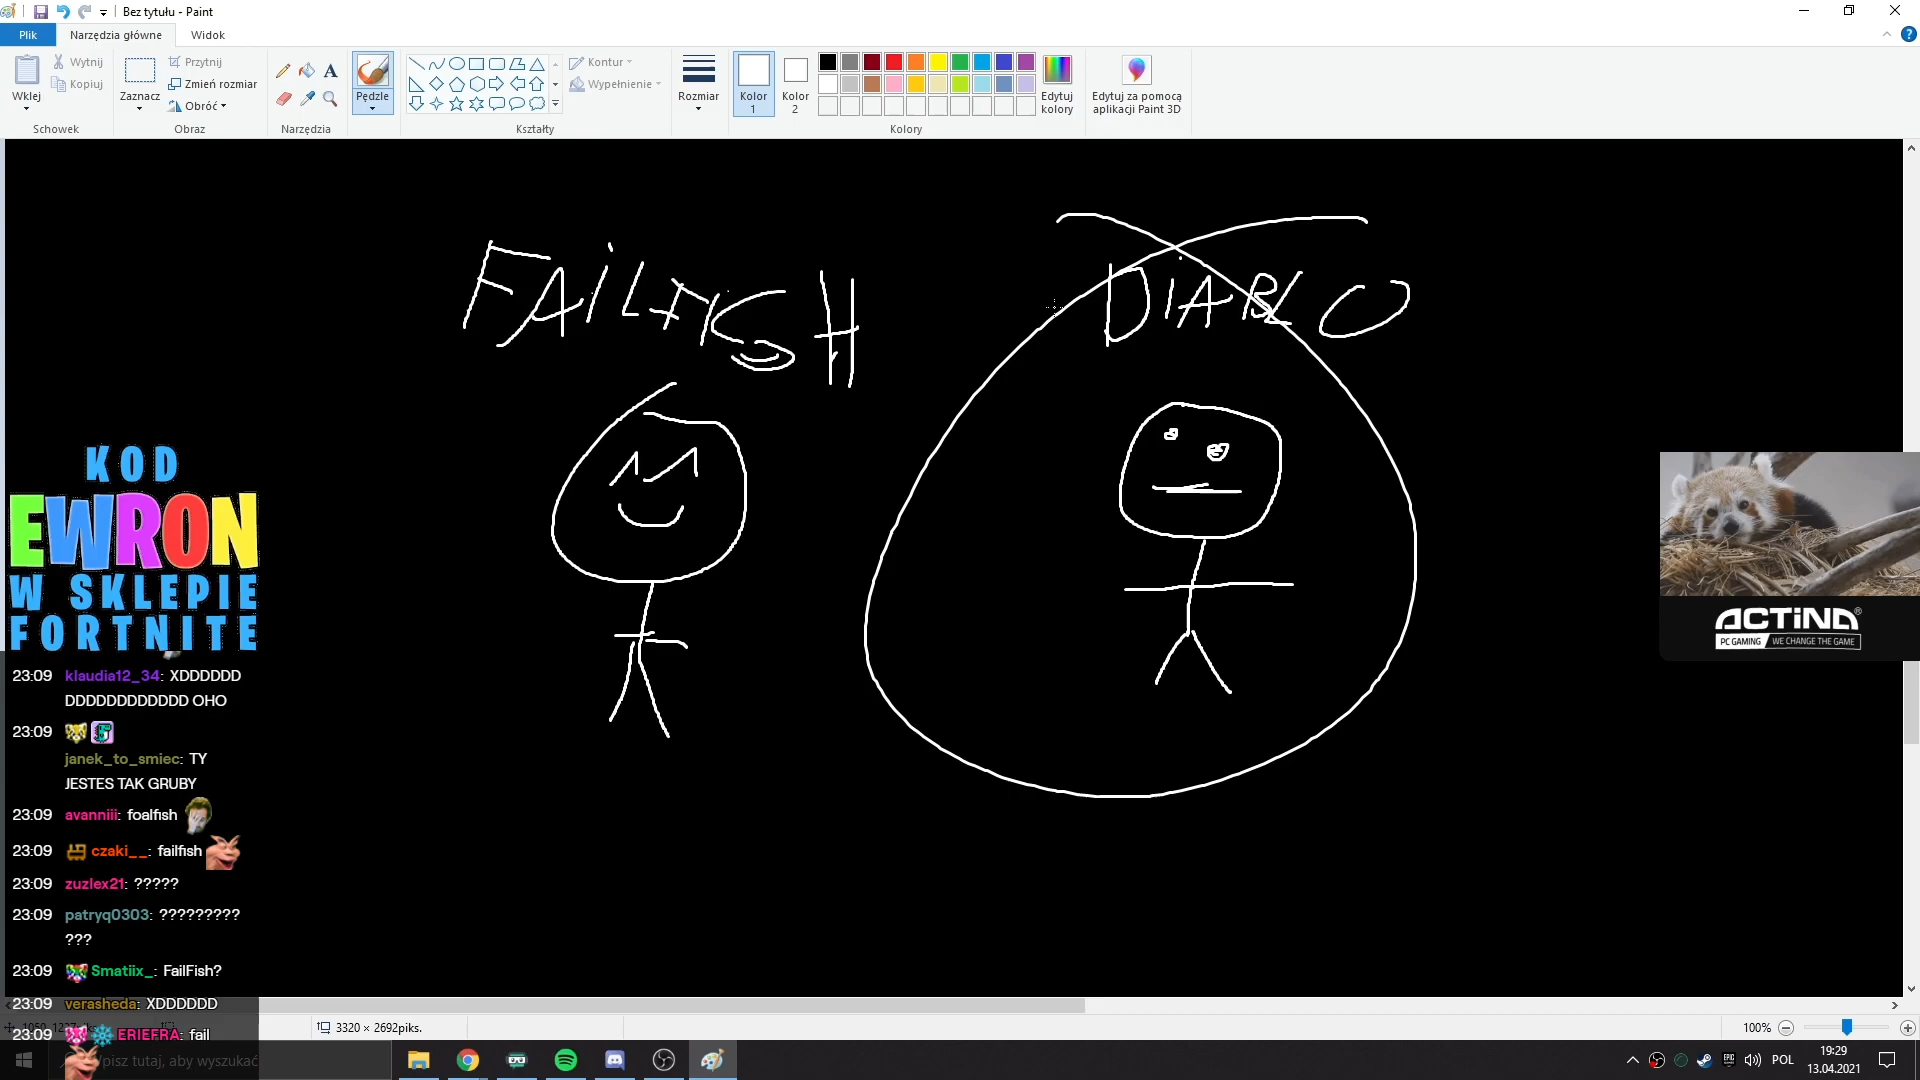 Bez tytułu - Paint
Plik Narzędzia główne Widok
Wklej
Wytnij
Kopiuj
Schowek
Zaznacz
Przytnij
Zmień rozmiar
Obróć
Obraz
A
Narzędzia
Pędzle
Kształty
Kontur
Wypełnienie
Rozmiar
Kolor 1
Kolor 2
Edytuj kolory
Kolory
Edytuj za pomocą aplikacji Paint 3D
DIABLO
KOD
EWRON
W SKLEPIE
FORTNITE
23:09 klaudia12_34: XDDDDDD
DDDDDDDDDDDD OHO
23:09
janek_to_smiec: TY
JESTES TAK GRUBY
23:09 avanniii: foalfish
23:09 czaki__: failfish
23:09 zuzlex21: ?????
23:09 patryq0303: ?????????
???
23:09 Smatiix_: FailFish?
23:09 verasheda: XDDDDDD
23:09 ERIEFRA: fail
ACTINA®
PC GAMING WE CHANGE THE GAME
3320 × 2692piks.
100%
Wpisz tutaj, aby wyszukać
POL
19:29
13.04.2021